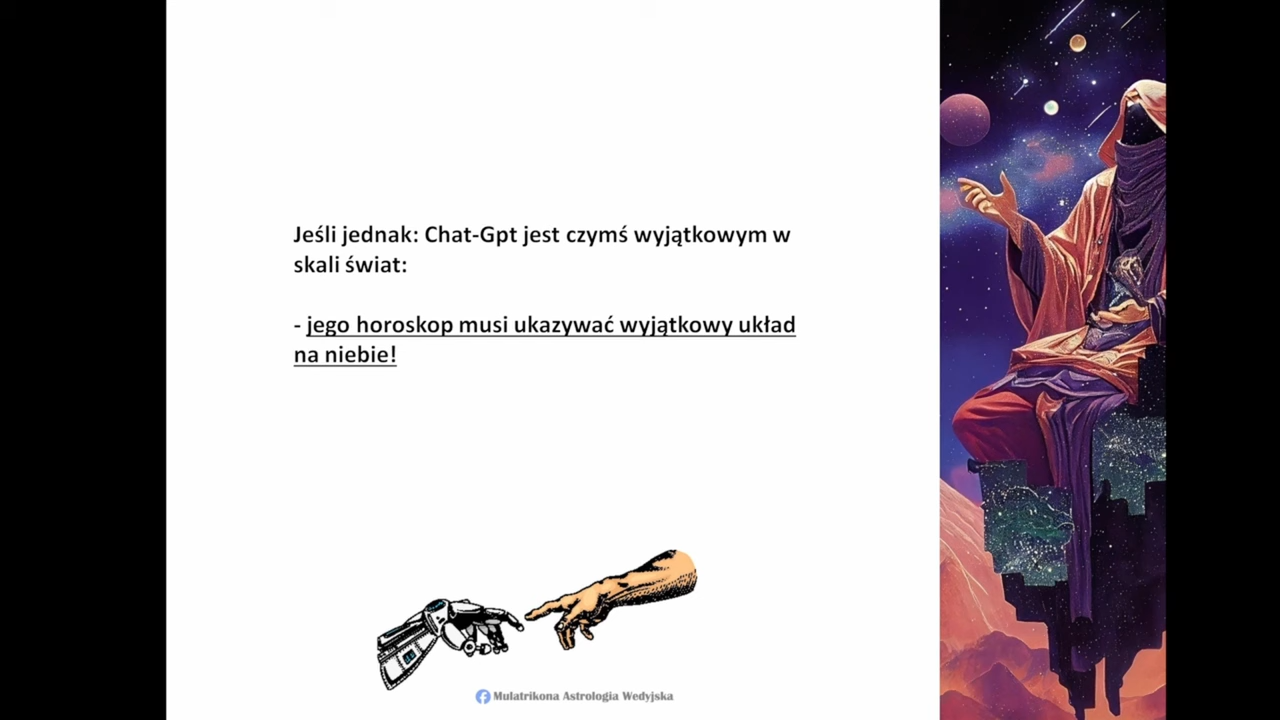 Jeśli jednak: Chat-Gpt jest czymś wyjątkowym w
skali świat:
- jego horoskop musi ukazywać wyjątkowy układ
na niebie!
Mulatrikona Astrologia Wedyjska